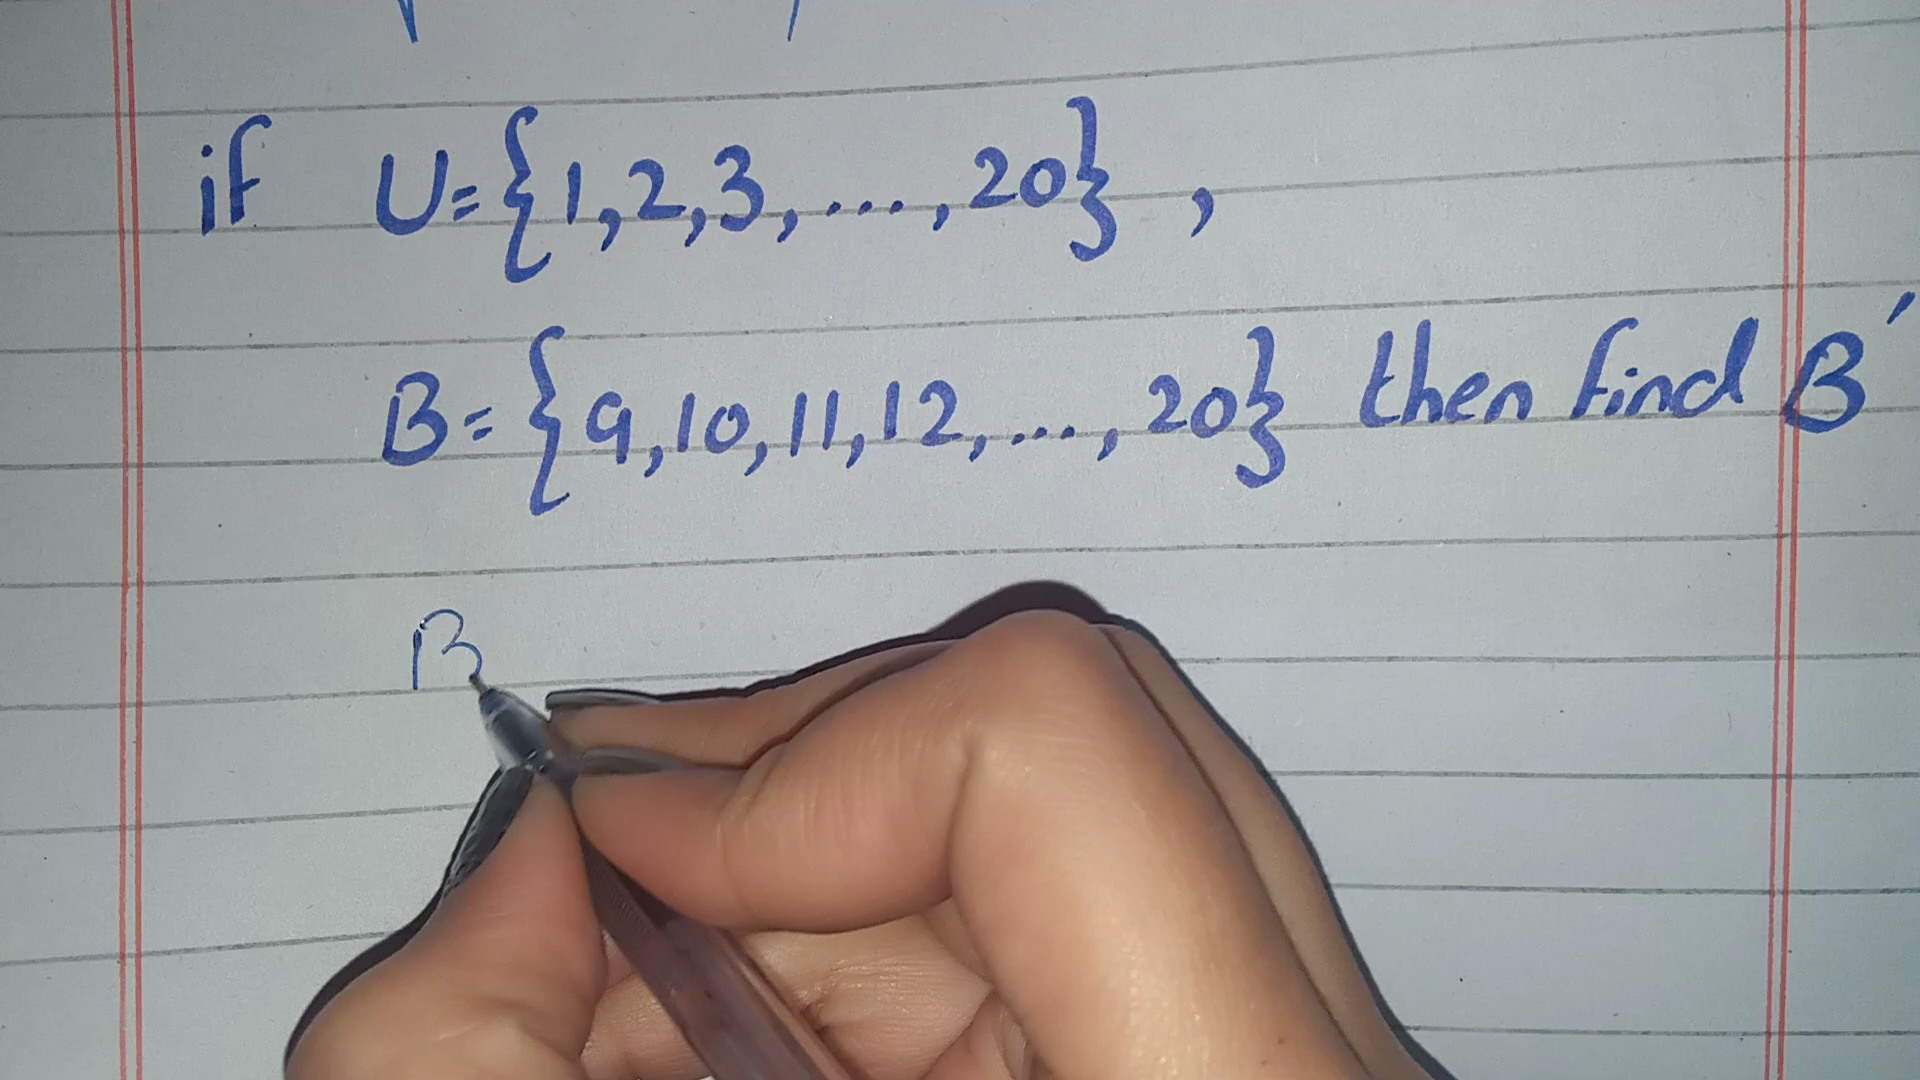 if U={1,2,3,...,20} ,
B={9,10,11,12,...,20} then find B'
B